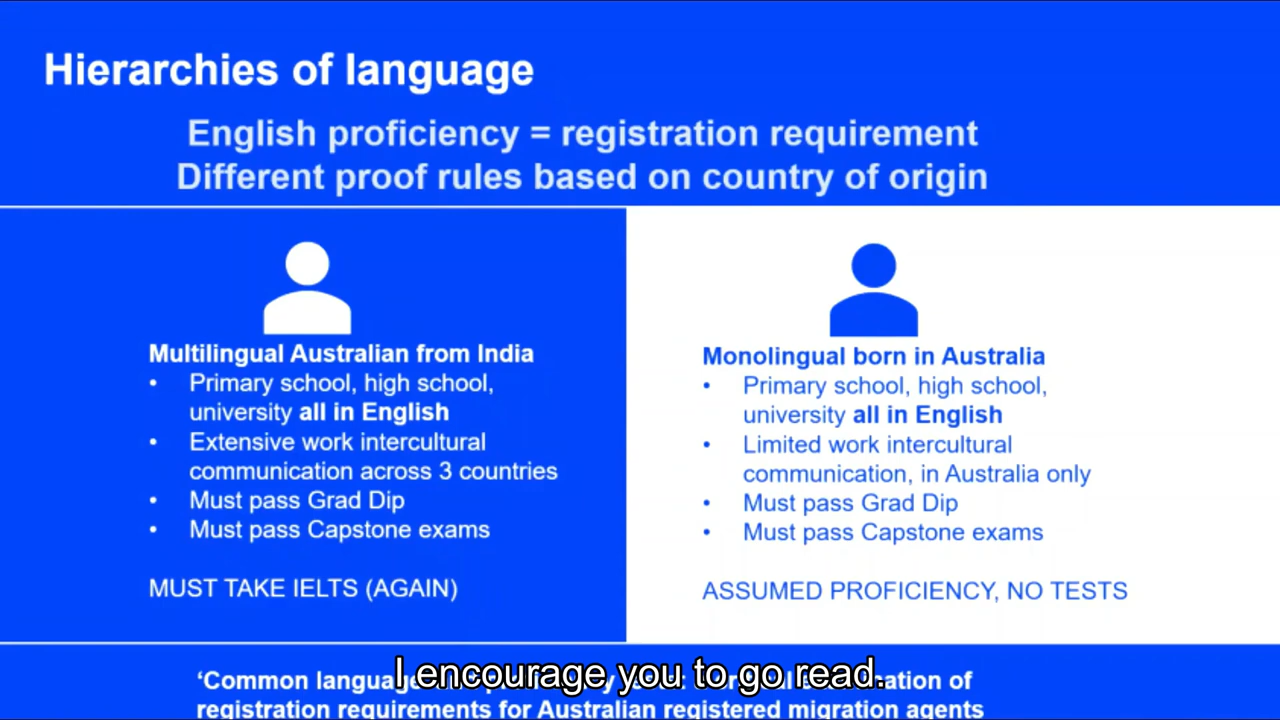 Hierarchies of language
English proficiency = registration requirement
Different proof rules based on country of origin
Multilingual Australian from India
• Primary school, high school,
university all in English
• Extensive work intercultural
communication across 3 countries
• Must pass Grad Dip
• Must pass Capstone exams
MUST TAKE IELTS (AGAIN)
Monolingual born in Australia
• Primary school, high school,
university all in English
• Limited work intercultural
communication, in Australia only
• Must pass Grad Dip
• Must pass Capstone exams
ASSUMED PROFICIENCY, NO TESTS
I encourage you to go read.
‘Common language
registration requirements for Australian registered migration agents